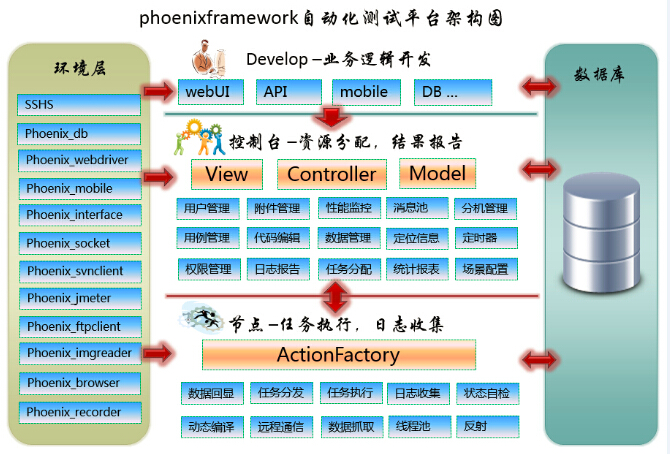 phoenixframework自动化测试平台架构图
环境层
SSHS
Phoenix_db
Phoenix_webdriver
Phoenix_mobile
Phoenix_interface
Phoenix_socket
Phoenix_svnclient
Phoenix_jmeter
Phoenix_ftpclient
Phoenix_imgreader
Phoenix_browser
Phoenix_recorder
Develop –业务逻辑开发
webUI API mobile DB ...
控制台 –资源分配，结果报告
View Controller Model
用户管理 附件管理 性能监控 消息池 分机管理
用例管理 代码编辑 数据管理 定位信息 定时器
权限管理 日志报告 任务分配 统计报表 场景配置
节点 –任务执行，日志收集
ActionFactory
数据回显 任务分发 任务执行 日志收集 状态自检
动态编译 远程通信 数据抓取 线程池 反射
数据库